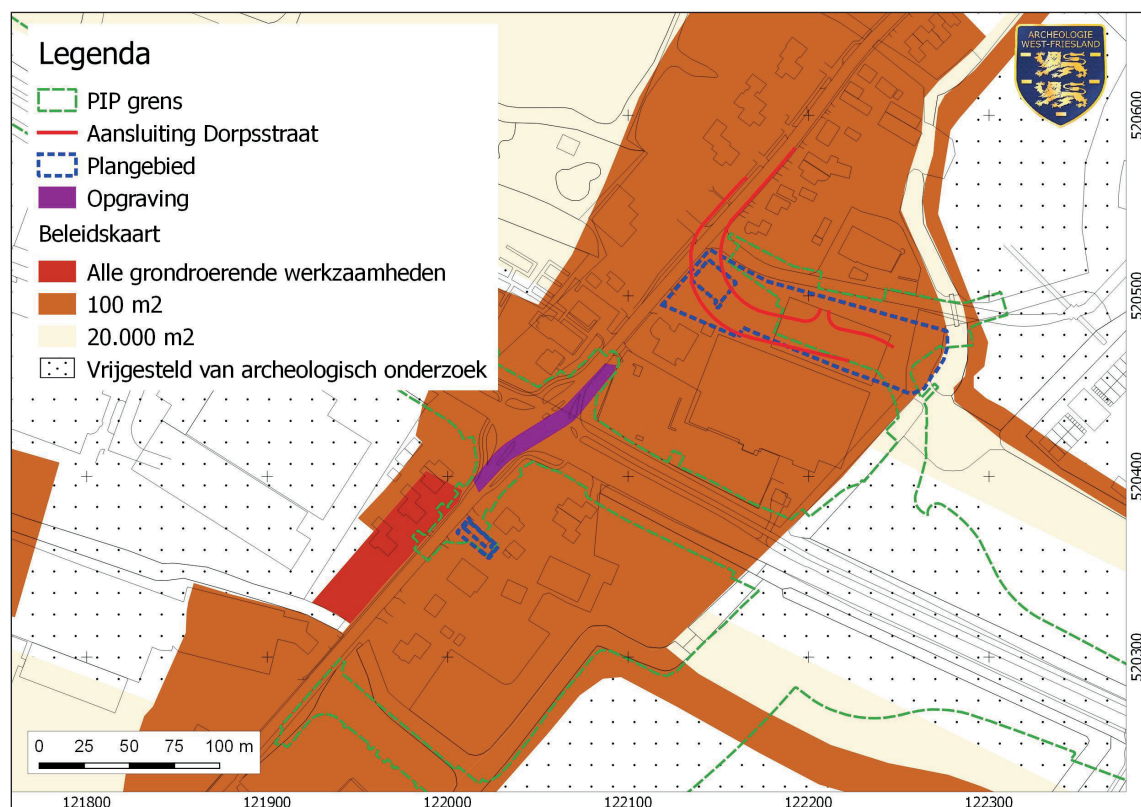 Legenda
PIP grens
Aansluiting Dorpsstraat
Plangebied
Opgraving
Beleidskaart
Alle grondroerende werkzaamheden
100 m2
20.000 m2
Vrijgesteld van archeologisch onderzoek
ARCHEOLOGIE
WEST-FRIESLAND
520600
520500
520400
520300
0 25 50 75 100 m
121800 121900 122000 122100 122200 122300